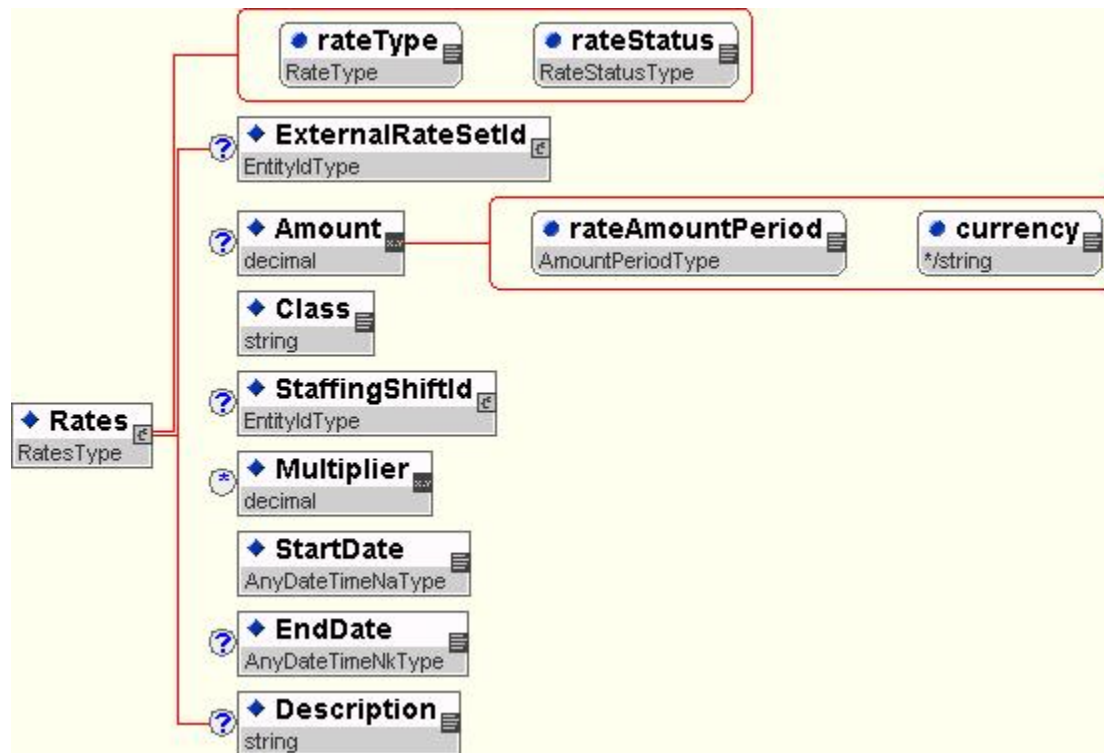 rateType
RateType
rateStatus
RateStatusType
?
ExternalRateSetId
EntityIdType
?
Amount
decimal
rateAmountPeriod
AmountPeriodType
currency
*/string
Class
string
Rates
RatesType
?
StaffingShiftId
EntityIdType
*
Multiplier
x.y
decimal
StartDate
AnyDateTimeNaType
?
EndDate
AnyDateTimeNkType
?
Description
string